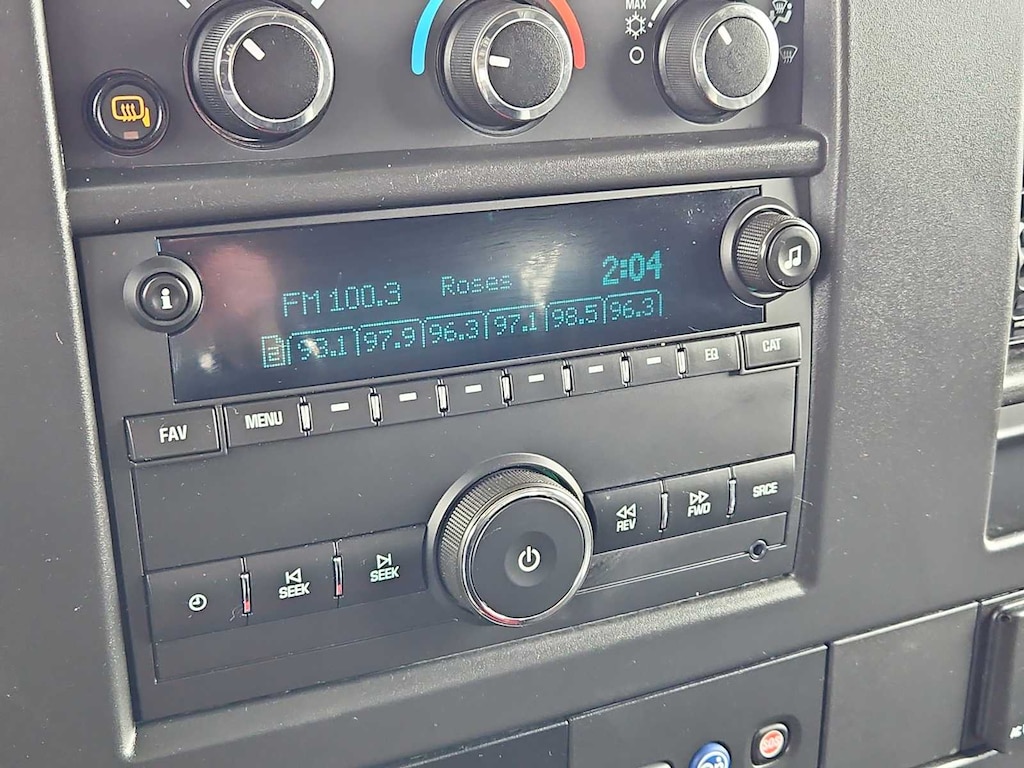 MAX
FM 100.3 Roses 2:04
93.1 97.9 96.3 97.1 98.5 96.3
i
FAV MENU EQ CAT
REV FWD SRCE
SEEK SEEK